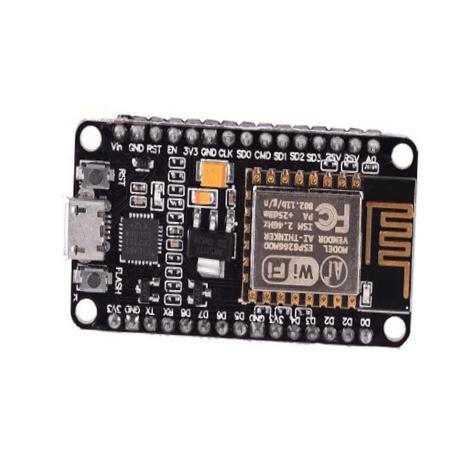 Vin GND RST EN 3V3 GND CLK SD0 CMD SD1 SD2 SD3 RSV RSV A0
RST
FLASH
MODEL ESP8266MOD
VENDOR AI-THINKER
ISM 2.4GHz
PA +25dBm
802.11b/g/n
FC
Ai
WiFi
K
3V3 GND TX RX D8 D7 D6 D5 GND 3V3 D4 D3 D2 D1 D0